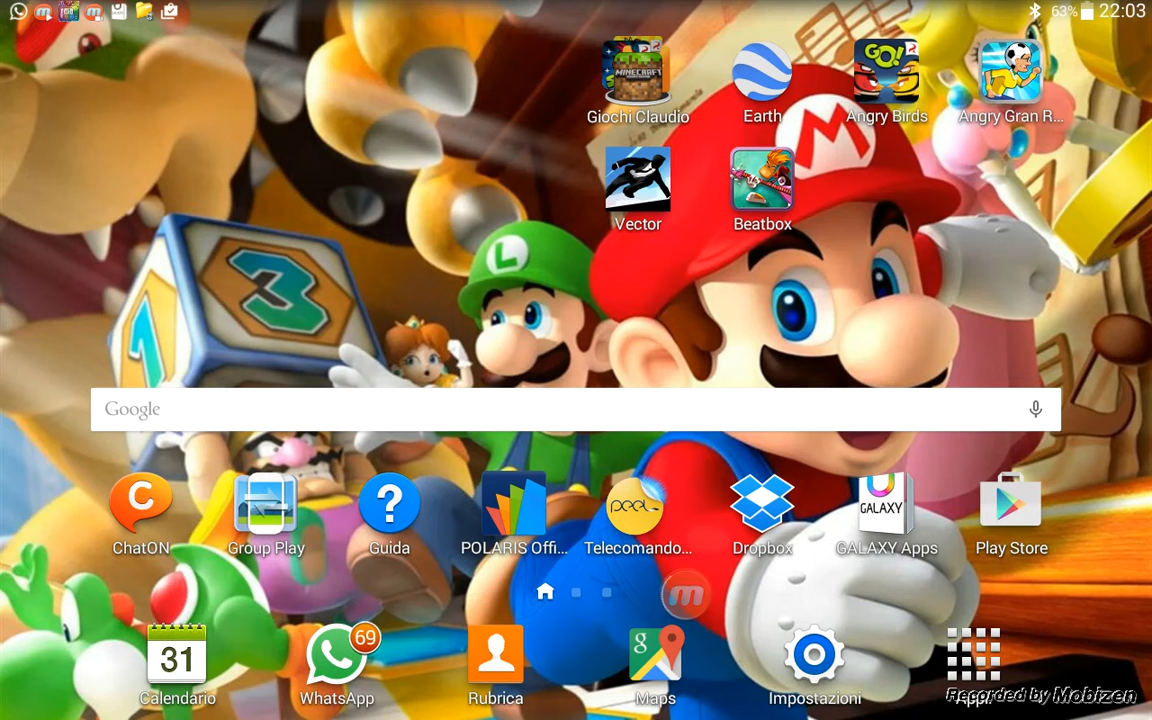 63% 22:03
MINECRAFT
GO!
Giochi Claudio
Earth
Angry Birds
Angry Gran R...
M
Vector
Beatbox
L
3
1
Google
C
?
peel
GALAXY
ChatON
Group Play
Guida
POLARIS Offi...
Telecomando...
Dropbox
GALAXY Apps
Play Store
m
31
69
g
Calendario
WhatsApp
Rubrica
Maps
Impostazioni
Recorded by Mobizen